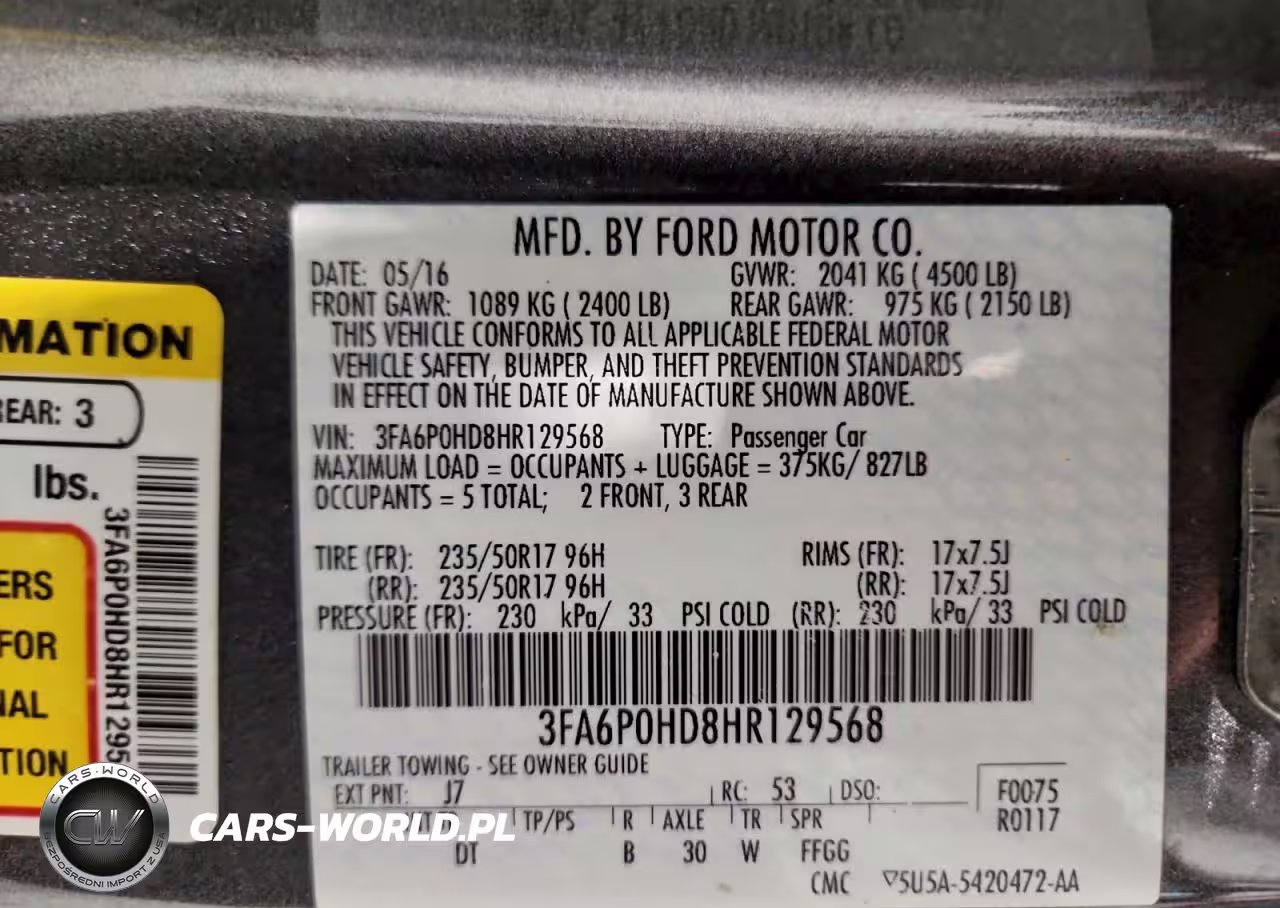 MFD. BY FORD MOTOR CO.
DATE: 05/16 GVWR: 2041 KG ( 4500 LB)
FRONT GAWR: 1089 KG ( 2400 LB) REAR GAWR: 975 KG ( 2150 LB)
THIS VEHICLE CONFORMS TO ALL APPLICABLE FEDERAL MOTOR
VEHICLE SAFETY, BUMPER, AND THEFT PREVENTION STANDARDS
IN EFFECT ON THE DATE OF MANUFACTURE SHOWN ABOVE.
VIN: 3FA6P0HD8HR129568 TYPE: Passenger Car
MAXIMUM LOAD = OCCUPANTS + LUGGAGE = 375KG/ 827LB
OCCUPANTS = 5 TOTAL; 2 FRONT, 3 REAR
TIRE (FR): 235/50R17 96H RIMS (FR): 17x7.5J
(RR): 235/50R17 96H (RR): 17x7.5J
PRESSURE (FR): 230 kPa/ 33 PSI COLD (RR): 230 kPa/ 33 PSI COLD
3FA6P0HD8HR129568
TRAILER TOWING - SEE OWNER GUIDE
EXT PNT: J7 RC: 53 DSO: F0075
R0117
TP/PS R AXLE TR SPR
DT B 30 W FFGG
CMC ▽5U5A-5420472-AA
MATION
REAR: 3
lbs.
3FA6P0HD8HR1295
ERS
FOR
NAL
TION
CARS-WORLD
CW
BEZPOŚREDNI IMPORT Z USA
CARS-WORLD.PL